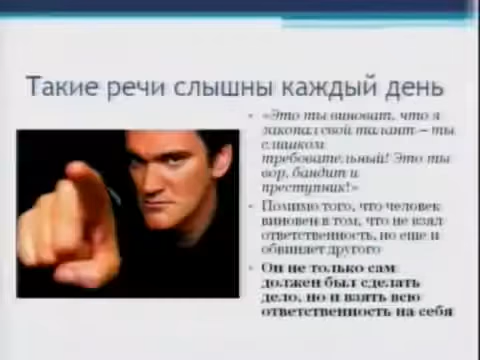 Такие речи слышны каждый день
• «Это ты виноват, что я
закопал свой талант – ты
слишком
требовательный! Это ты
вор, бандит и
преступник!»
• Помимо того, что человек
виновен в том, что не взял
ответственность, но еще и
обвиняет другого
• Он не только сам
должен был сделать
дело, но и взять всю
ответственность на себя